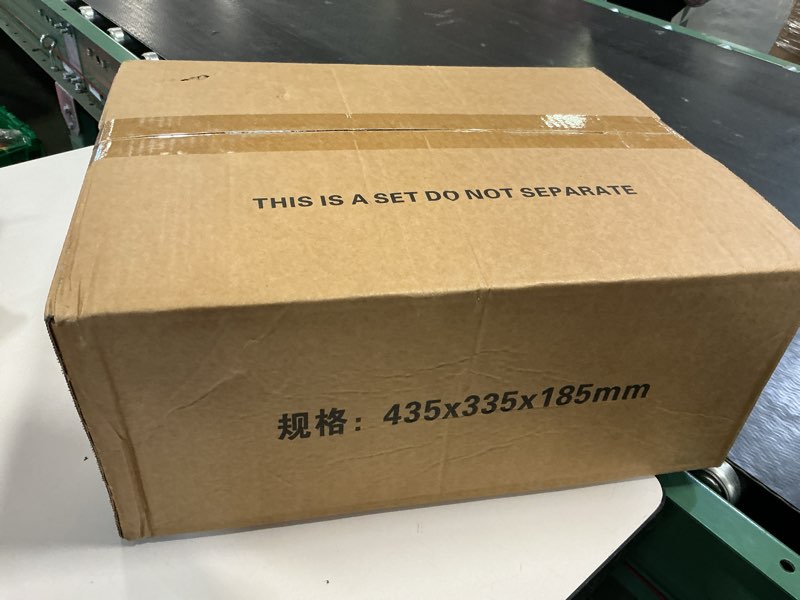 THIS IS A SET DO NOT SEPARATE
规格：435x335x185mm